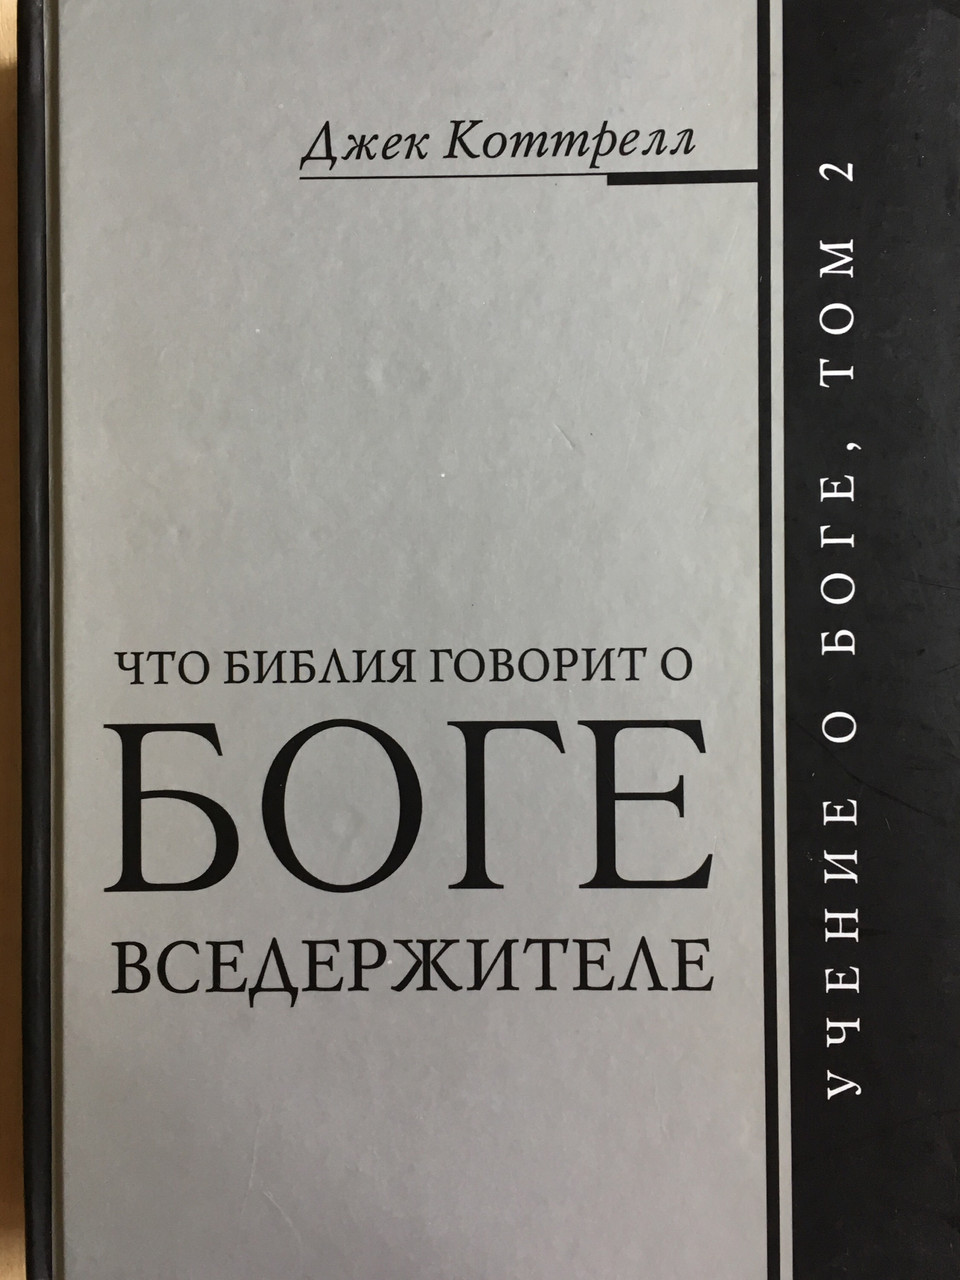 Джек Коттрелл
ЧТО БИБЛИЯ ГОВОРИТ О
БОГЕ
ВСЕДЕРЖИТЕЛЕ
УЧЕНИЕ О БОГЕ, ТОМ 2